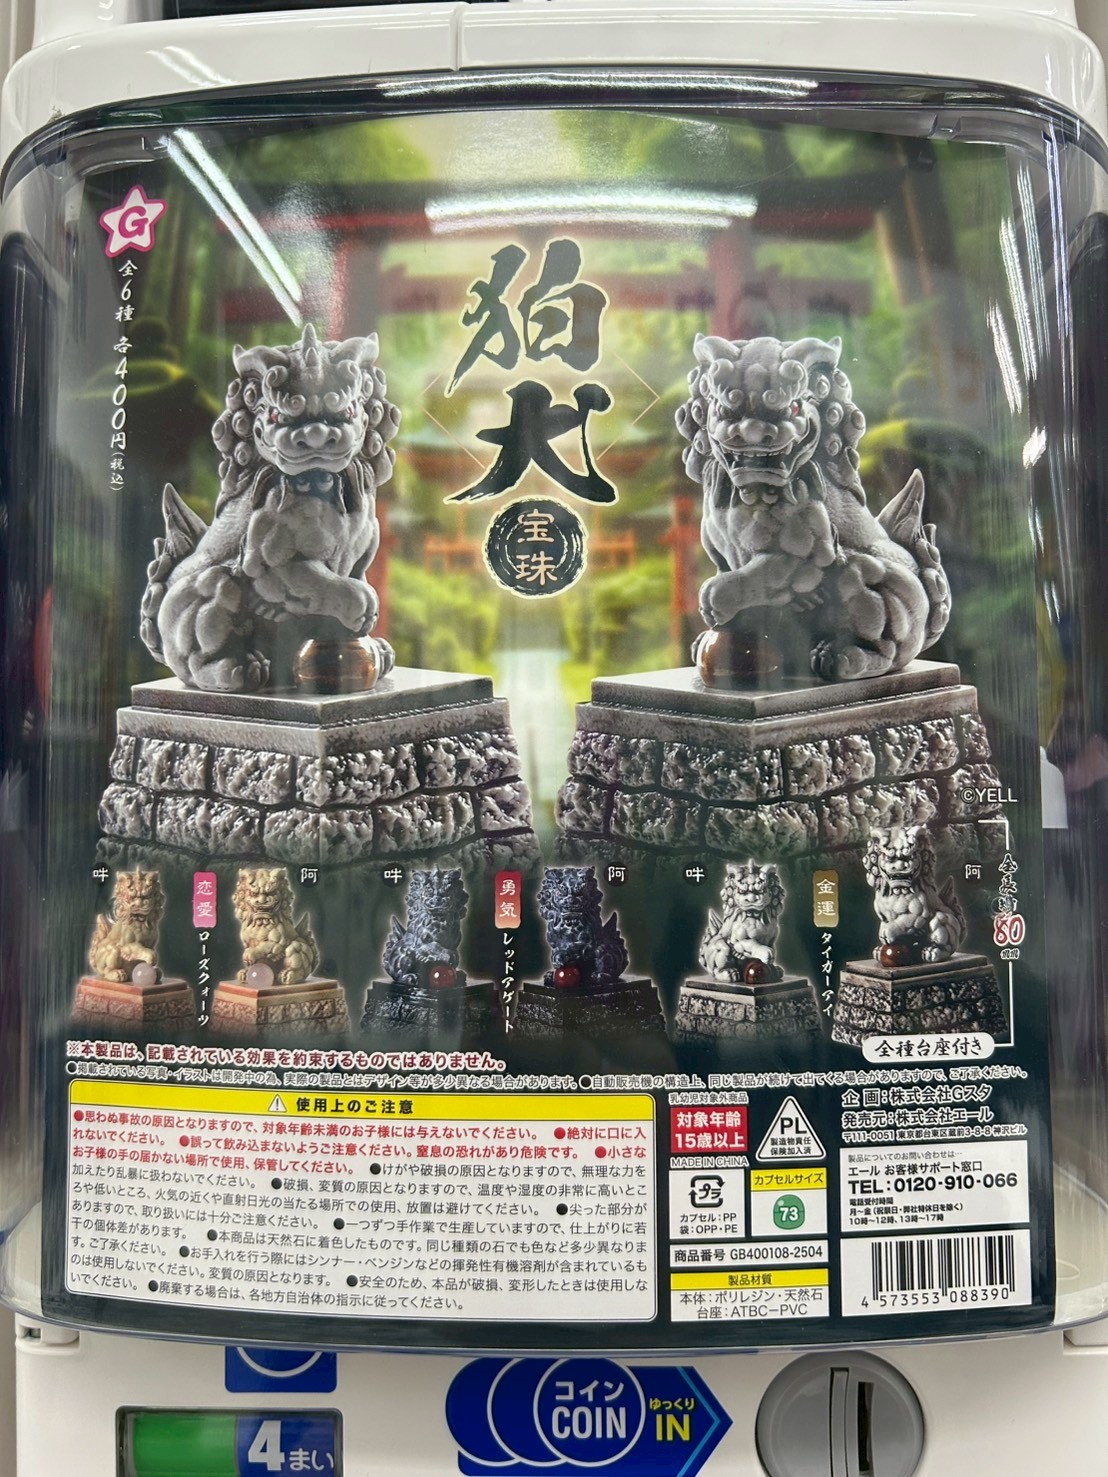 G
全6種 各400円(税込)
狛犬
宝珠
©YELL
吽
恋愛
ローズクォーツ
阿
吽
勇気
レッドアゲート
阿
吽
金運
タイガーアイ
阿
全長約80㎜
全種台座付き
※本製品は、記載されている効果を約束するものではありません。
●掲載されている写真・イラストは開発中の為、実際の製品とはデザイン等が多少異なる場合があります。●自動販売機の構造上、同じ製品が続けて出てくる場合がありますので、ご了承ください。
⚠ 使用上のご注意
●思わぬ事故の原因となりますので、対象年齢未満のお子様には与えないでください。 ●絶対に口に入
れないでください。 ●誤って飲み込まないようご注意ください。窒息の恐れがあり危険です。 ●小さな
お子様の手の届かない場所で使用、保管してください。 ●けがや破損の原因となりますので、無理な力を
加えたり乱暴に扱わないでください。 ●破損、変質の原因となりますので、温度や湿度の非常に高いとこ
ろや低いところ、火気の近くや直射日光の当たる場所での使用、放置は避けてください。 ●尖った部分が
ありますので、取り扱いには十分ご注意ください。 ●一つずつ手作業で生産していますので、仕上がりに若
干の個体差があります。 ●本商品は天然石に着色したものです。同じ種類の石でも色など多少異なりま
す。ご了承ください。 ●お手入れを行う際にはシンナー・ベンジンなどの揮発性有機溶剤が含まれているも
のは使用しないでください。変質の原因となります。 ●安全のため、本品が破損、変形したときは使用しな
いでください。 ●廃棄する場合は、各地方自治体の指示に従ってください。
乳幼児対象外商品
対象年齢
15歳以上
MADE IN CHINA
PL
製造物責任
保険加入済
プラ
カプセル:PP
袋:OPP・PE
カプセルサイズ
73
商品番号 GB400108-2504
製品材質
本体:ポリレジン・天然石
台座:ATBC-PVC
企画:株式会社Gスタ
発売元:株式会社エール
〒111-0051 東京都台東区蔵前3-8-8 神沢ビル
製品についてのお問い合わせは…
エール お客様サポート窓口
TEL:0120-910-066
電話受付時間
月～金(祝祭日・弊社特休日を除く)
10時～12時、13時～17時
4 573553 088390
コイン
COIN
ゆっくり
IN
4まい